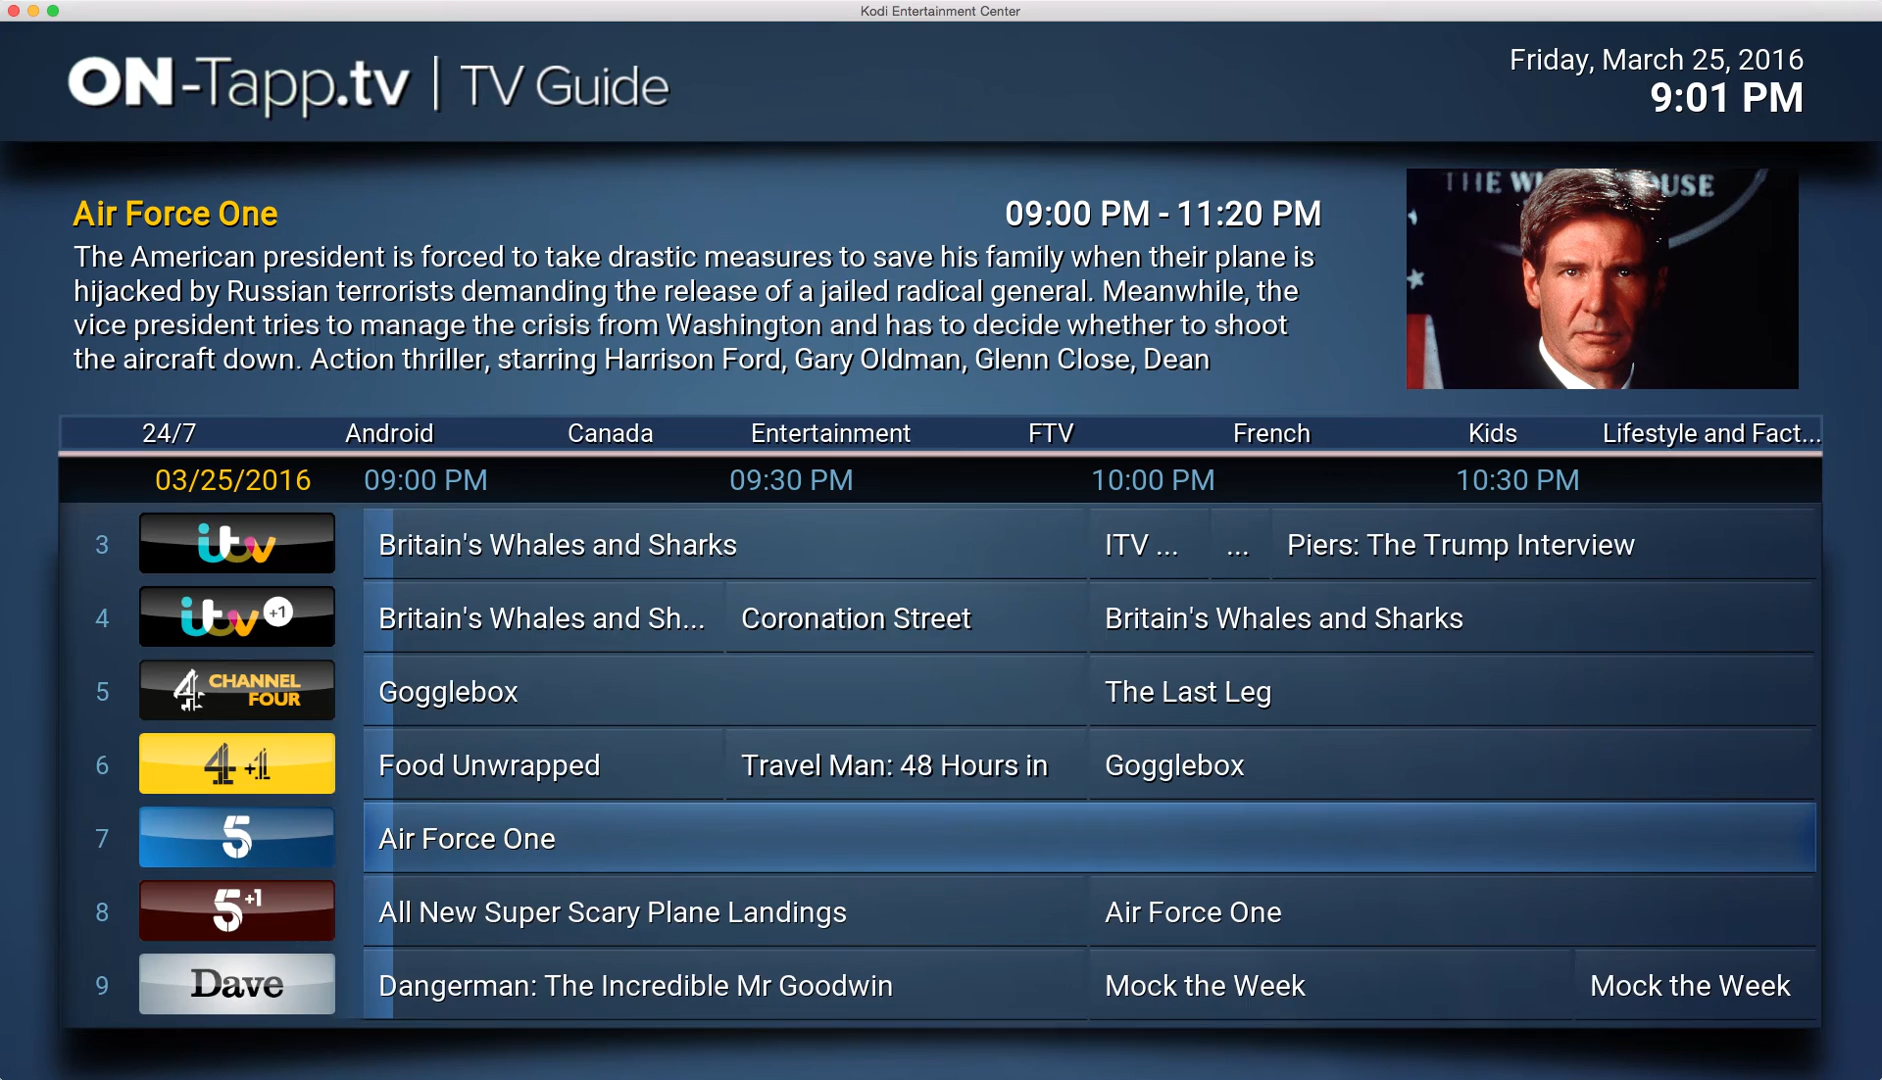 Kodi Entertainment Center
ON-Tapp.tv | TV Guide
Friday, March 25, 2016
9:01 PM
Air Force One
09:00 PM - 11:20 PM
The American president is forced to take drastic measures to save his family when their plane is
hijacked by Russian terrorists demanding the release of a jailed radical general. Meanwhile, the
vice president tries to manage the crisis from Washington and has to decide whether to shoot
the aircraft down. Action thriller, starring Harrison Ford, Gary Oldman, Glenn Close, Dean
24/7 Android Canada Entertainment FTV French Kids Lifestyle and Fact...
03/25/2016 09:00 PM 09:30 PM 10:00 PM 10:30 PM
3 itv Britain's Whales and Sharks ITV ... ... Piers: The Trump Interview
4 itv +1 Britain's Whales and Sh... Coronation Street Britain's Whales and Sharks
5 4 CHANNEL FOUR Gogglebox The Last Leg
6 4 +1 Food Unwrapped Travel Man: 48 Hours in Gogglebox
7 5 Air Force One
8 5 +1 All New Super Scary Plane Landings Air Force One
9 Dave Dangerman: The Incredible Mr Goodwin Mock the Week Mock the Week